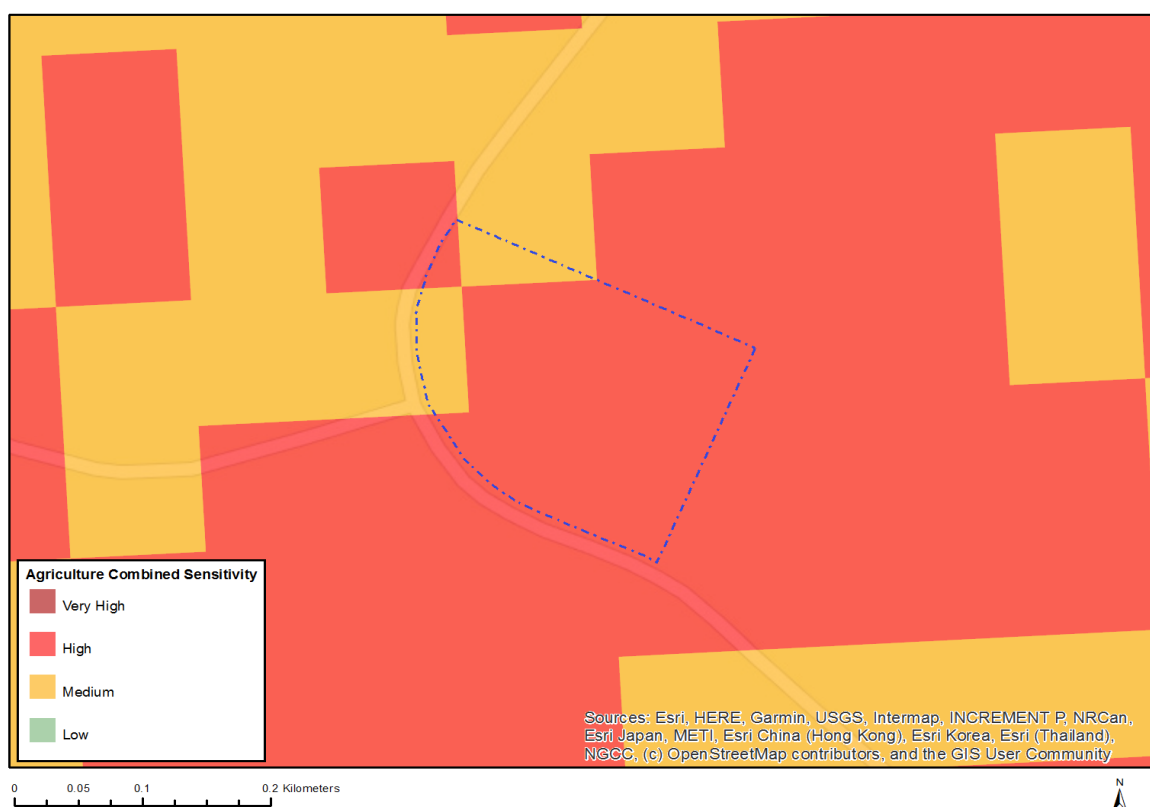 Agriculture Combined Sensitivity
Very High
High
Medium
Low
Sources: Esri, HERE, Garmin, USGS, Intermap, INCREMENT P, NRCan,
Esri Japan, METI, Esri China (Hong Kong), Esri Korea, Esri (Thailand),
NGCC, (c) OpenStreetMap contributors, and the GIS User Community
0 0.05 0.1 0.2 Kilometers
N